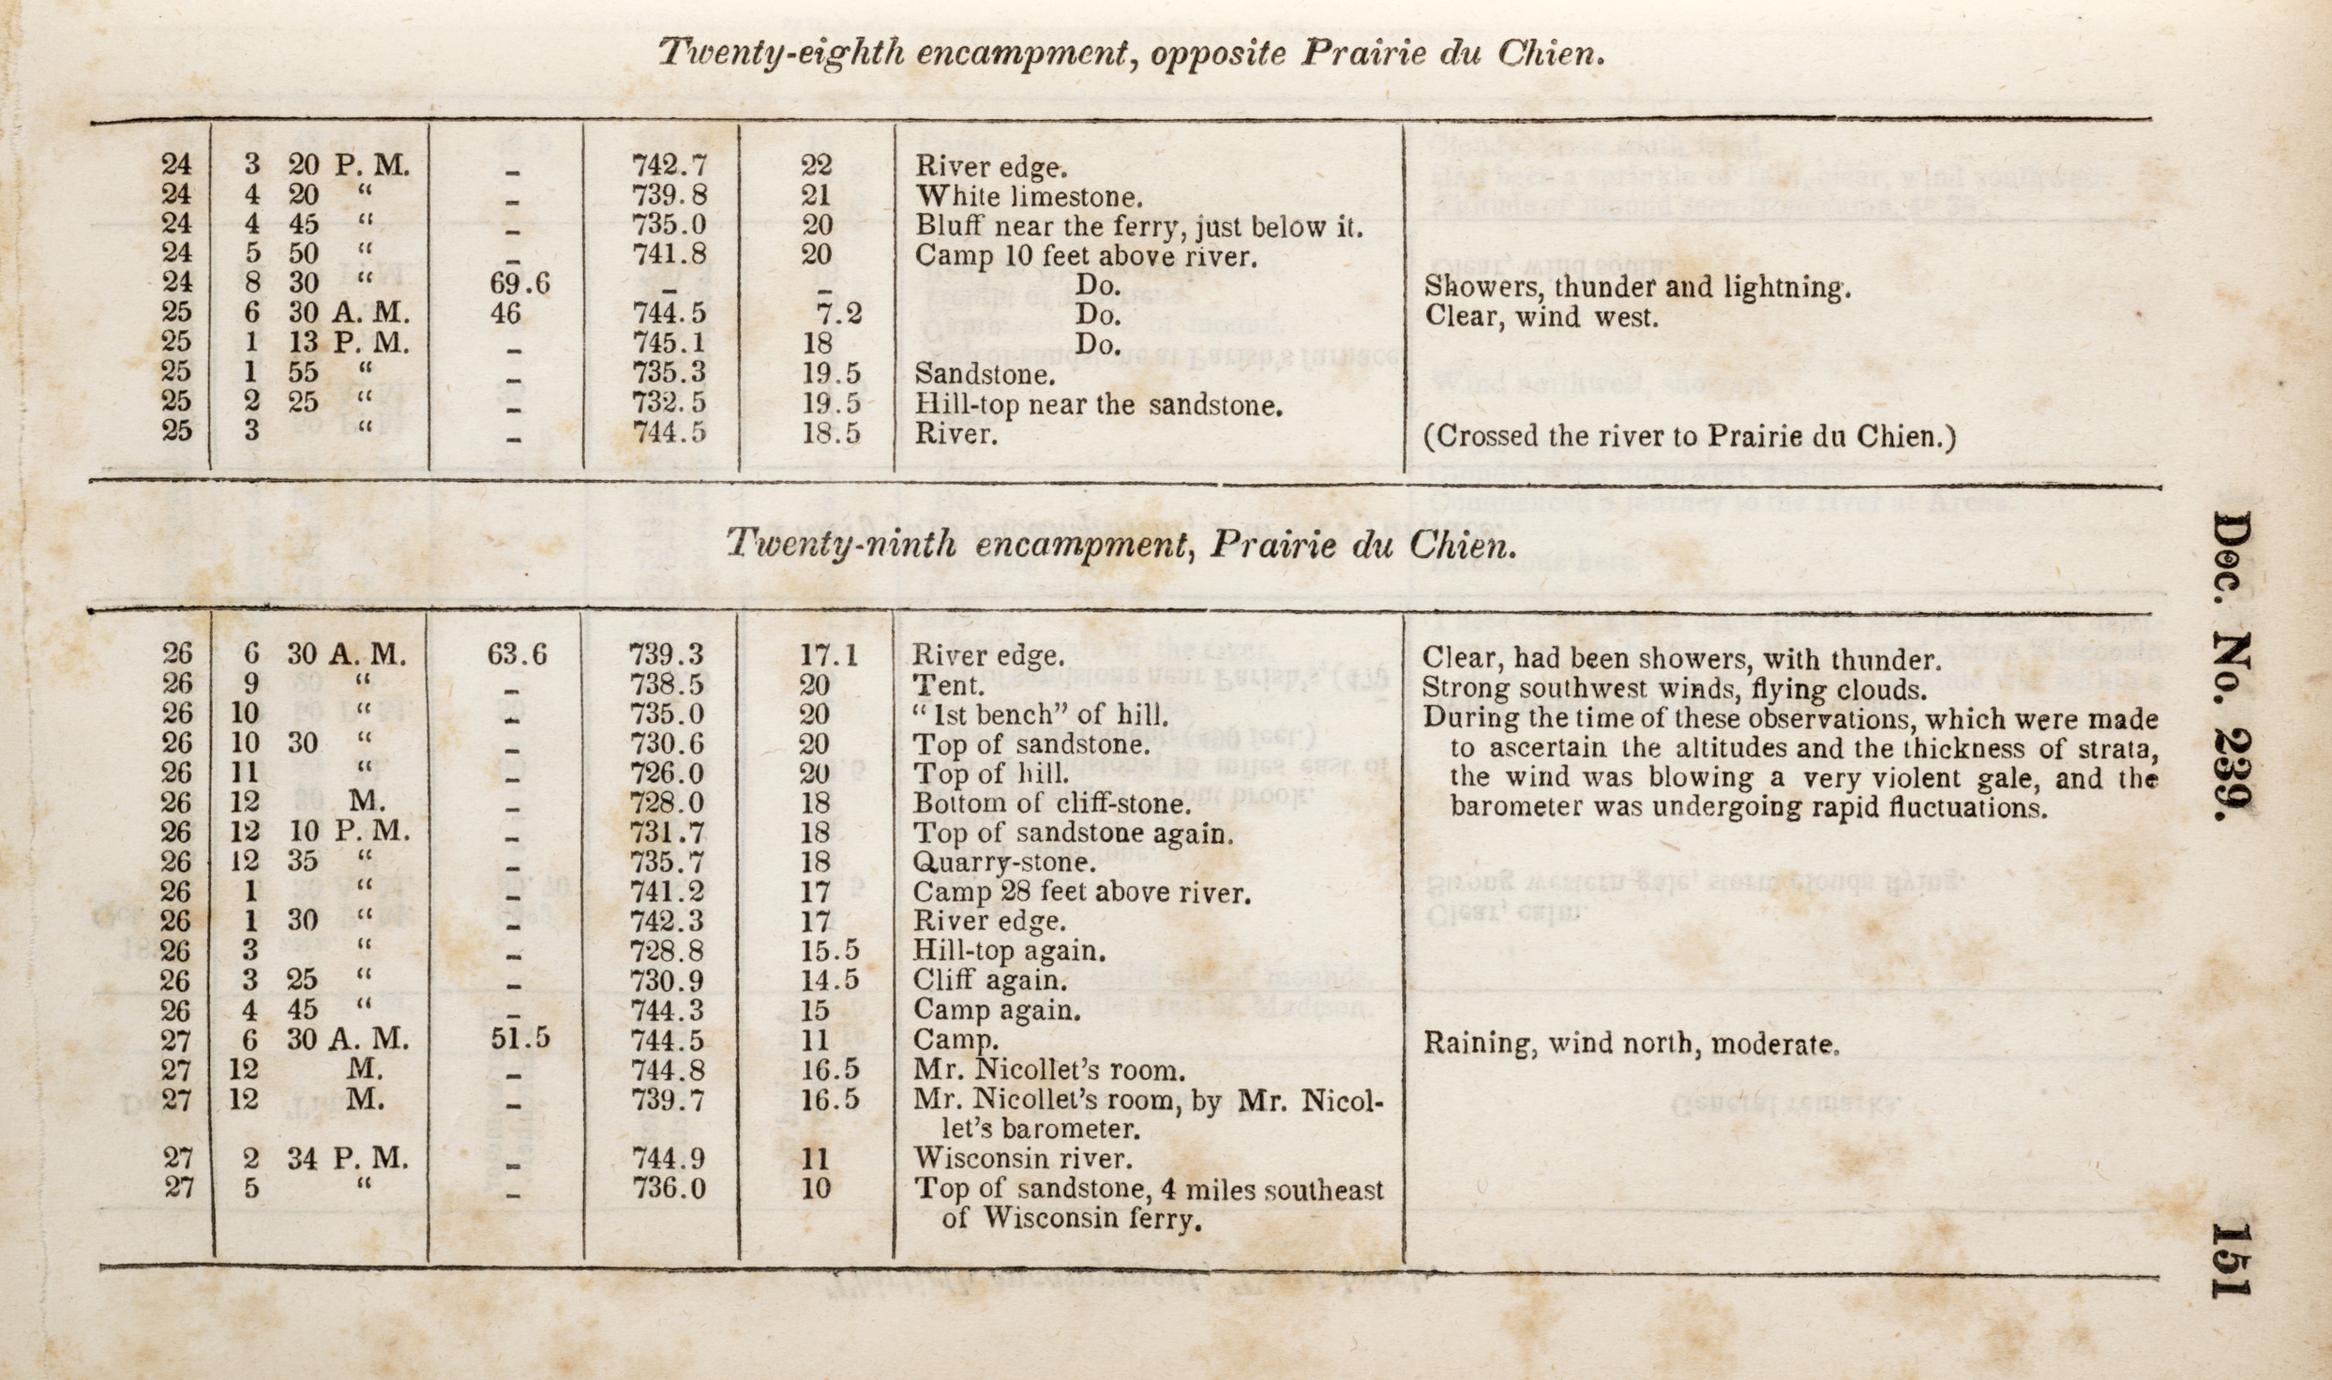 Twenty-eighth encampment, opposite Prairie du Chien.
24 3 20 P. M. - 742.7 22 River edge.
24 4 20 “ - 739.8 21 White limestone.
24 4 45 “ - 735.0 20 Bluff near the ferry, just below it.
24 5 50 “ - 741.8 20 Camp 10 feet above river.
24 8 30 “ 69.6 - - Do. Showers, thunder and lightning.
25 6 30 A. M. 46 744.5 7.2 Do. Clear, wind west.
25 1 13 P. M. - 745.1 18 Do.
25 1 55 “ - 735.3 19.5 Sandstone.
25 2 25 “ - 732.5 19.5 Hill-top near the sandstone.
25 3 “ - 744.5 18.5 River. (Crossed the river to Prairie du Chien.)
Twenty-ninth encampment, Prairie du Chien.
26 6 30 A. M. 63.6 739.3 17.1 River edge. Clear, had been showers, with thunder.
26 9 “ - 738.5 20 Tent. Strong southwest winds, flying clouds.
26 10 “ - 735.0 20 “1st bench” of hill. During the time of these observations, which were made
26 10 30 “ - 730.6 20 Top of sandstone. to ascertain the altitudes and the thickness of strata,
26 11 “ - 726.0 20 Top of hill. the wind was blowing a very violent gale, and the
26 12 M. - 728.0 18 Bottom of cliff-stone. barometer was undergoing rapid fluctuations.
26 12 10 P. M. - 731.7 18 Top of sandstone again.
26 12 35 “ - 735.7 18 Quarry-stone.
26 1 “ - 741.2 17 Camp 28 feet above river.
26 1 30 “ - 742.3 17 River edge.
26 3 “ - 728.8 15.5 Hill-top again.
26 3 25 “ - 730.9 14.5 Cliff again.
26 4 45 “ - 744.3 15 Camp again.
27 6 30 A. M. 51.5 744.5 11 Camp. Raining, wind north, moderate.
27 12 M. - 744.8 16.5 Mr. Nicollet's room.
27 12 M. - 739.7 16.5 Mr. Nicollet's room, by Mr. Nicol-
let's barometer.
27 2 34 P. M. - 744.9 11 Wisconsin river.
27 5 “ - 736.0 10 Top of sandstone, 4 miles southeast
of Wisconsin ferry.
Doc. No. 239.
151